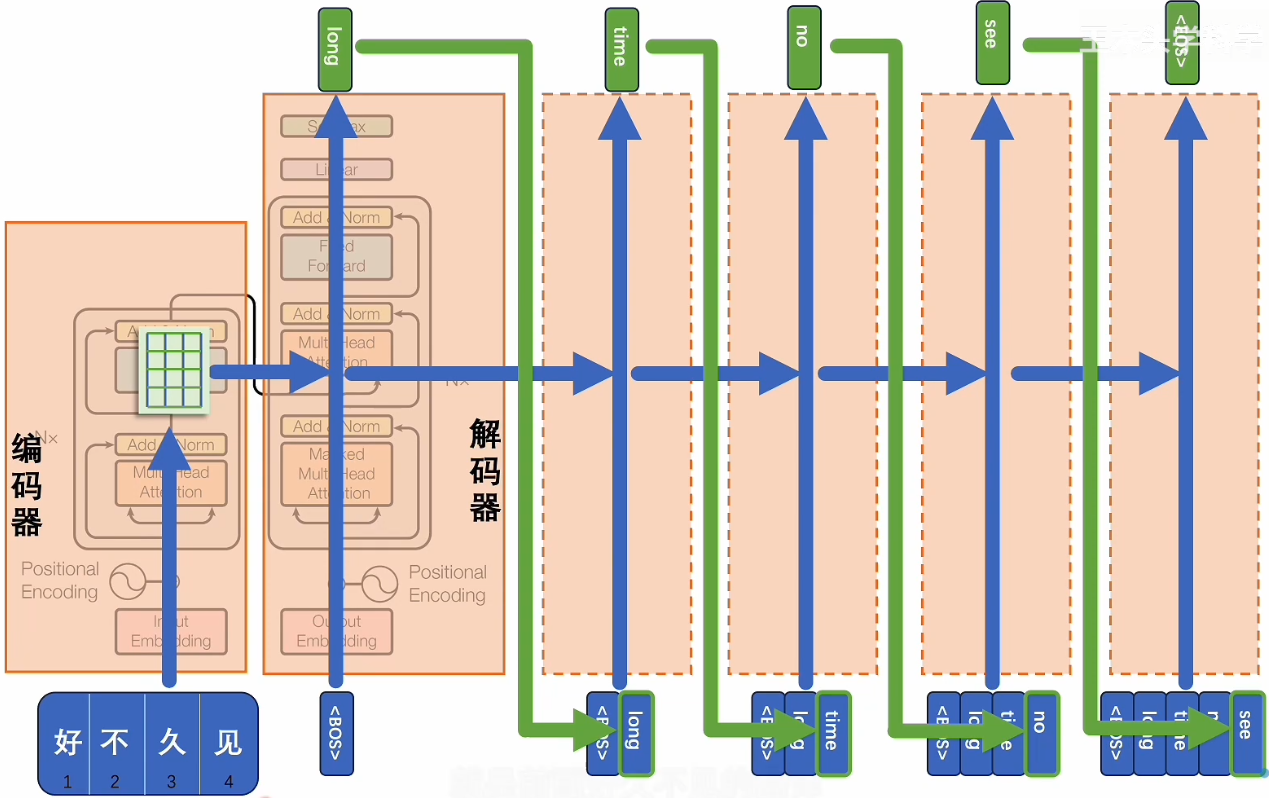 long
time
no
see
<EOS>
Softmax
Linear
Add & Norm
Feed
Forward
Add & Norm
Multi-Head
Attention
Nx
Add & Norm
Masked
Multi-Head
Attention
解码器
Positional
Encoding
Output
Embedding
Add & Norm
Nx
Add & Norm
Multi-Head
Attention
编码器
Positional
Encoding
Input
Embedding
好 不 久 见
1 2 3 4
<BOS>
<BOS> long
<BOS> long time
<BOS> long time no
<BOS> long time no see